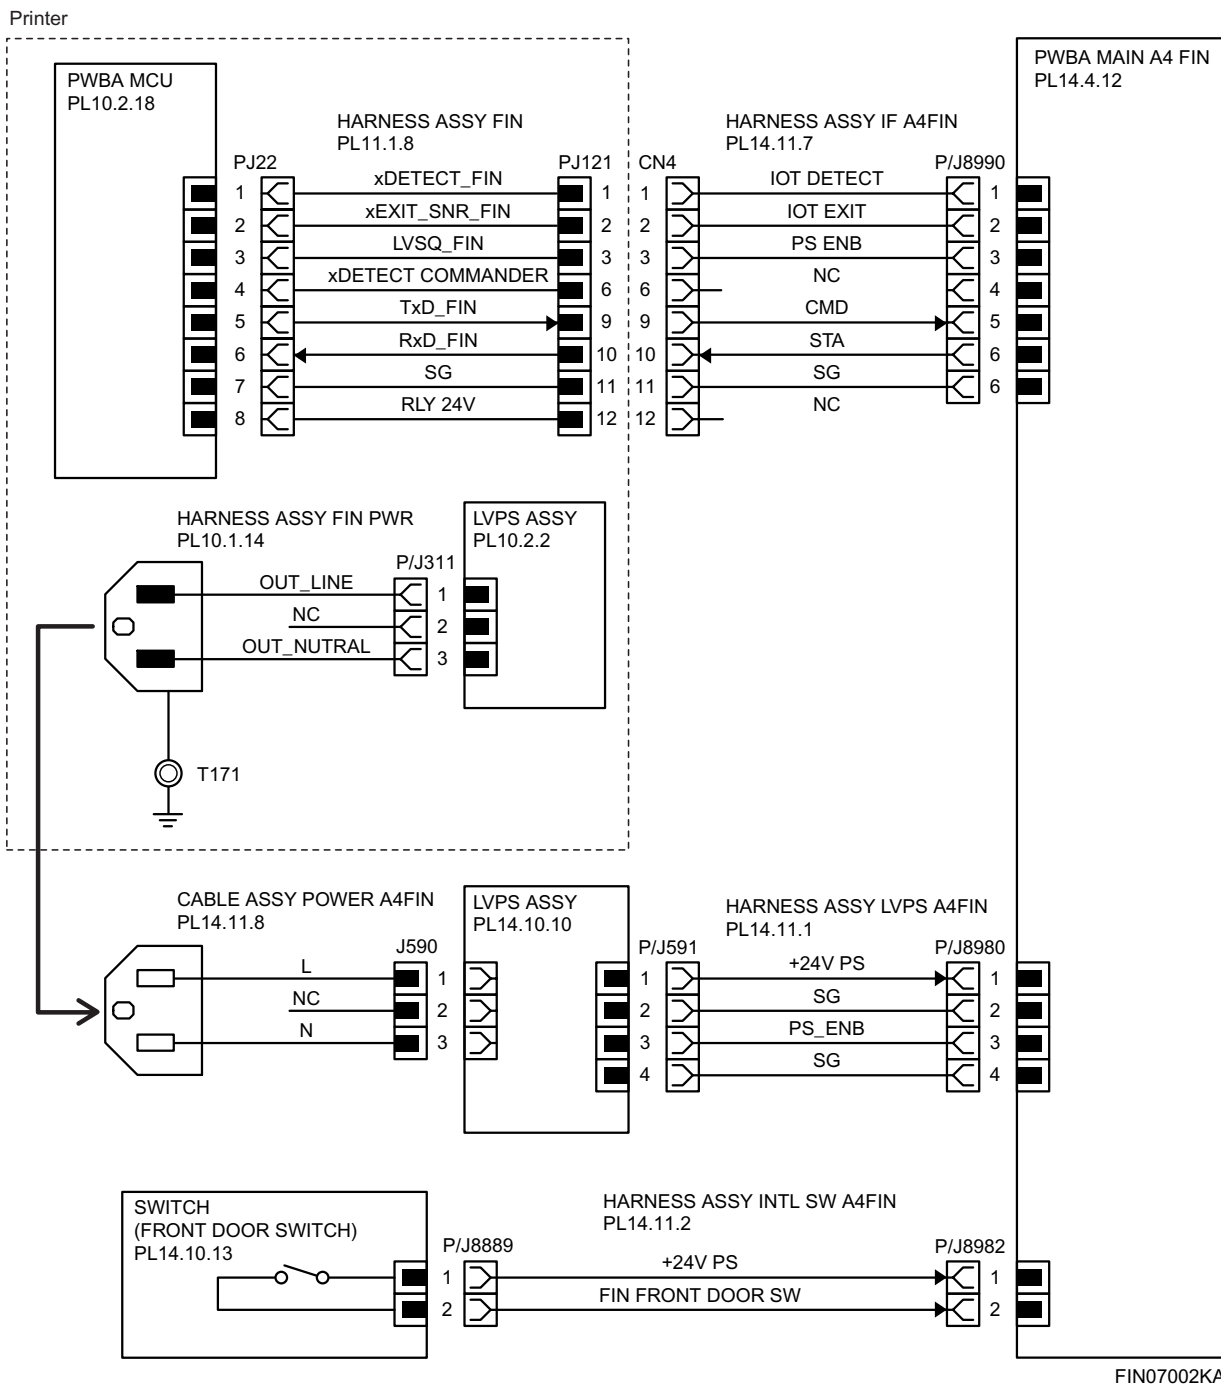 Printer
PWBA MCU
PL10.2.18
PWBA MAIN A4 FIN
PL14.4.12
HARNESS ASSY FIN
PL11.1.8
HARNESS ASSY IF A4FIN
PL14.11.7
PJ22 PJ121 CN4 P/J8990
1 xDETECT_FIN 1 1 IOT DETECT 1
2 xEXIT_SNR_FIN 2 2 IOT EXIT 2
3 LVSQ_FIN 3 3 PS ENB 3
4 xDETECT COMMANDER 6 6 NC 4
5 TxD_FIN 9 9 CMD 5
6 RxD_FIN 10 10 STA 6
7 SG 11 11 SG 6
8 RLY 24V 12 12 NC
HARNESS ASSY FIN PWR
PL10.1.14
LVPS ASSY
PL10.2.2
P/J311
OUT_LINE 1
NC 2
OUT_NUTRAL 3
T171
CABLE ASSY POWER A4FIN
PL14.11.8
LVPS ASSY
PL14.10.10
HARNESS ASSY LVPS A4FIN
PL14.11.1
J590 P/J591 P/J8980
L 1 1 +24V PS 1
NC 2 2 SG 2
N 3 3 PS_ENB 3
4 SG 4
SWITCH
(FRONT DOOR SWITCH)
PL14.10.13
HARNESS ASSY INTL SW A4FIN
PL14.11.2
P/J8889 P/J8982
1 +24V PS 1
2 FIN FRONT DOOR SW 2
FIN07002KA